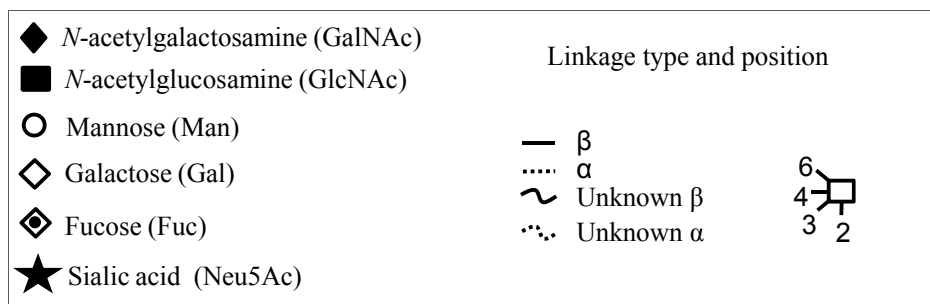 N-acetylgalactosamine (GalNAc)
N-acetylglucosamine (GlcNAc)
Mannose (Man)
Galactose (Gal)
Fucose (Fuc)
Sialic acid (Neu5Ac)
Linkage type and position
β
α
Unknown β
Unknown α
6
4
3 2